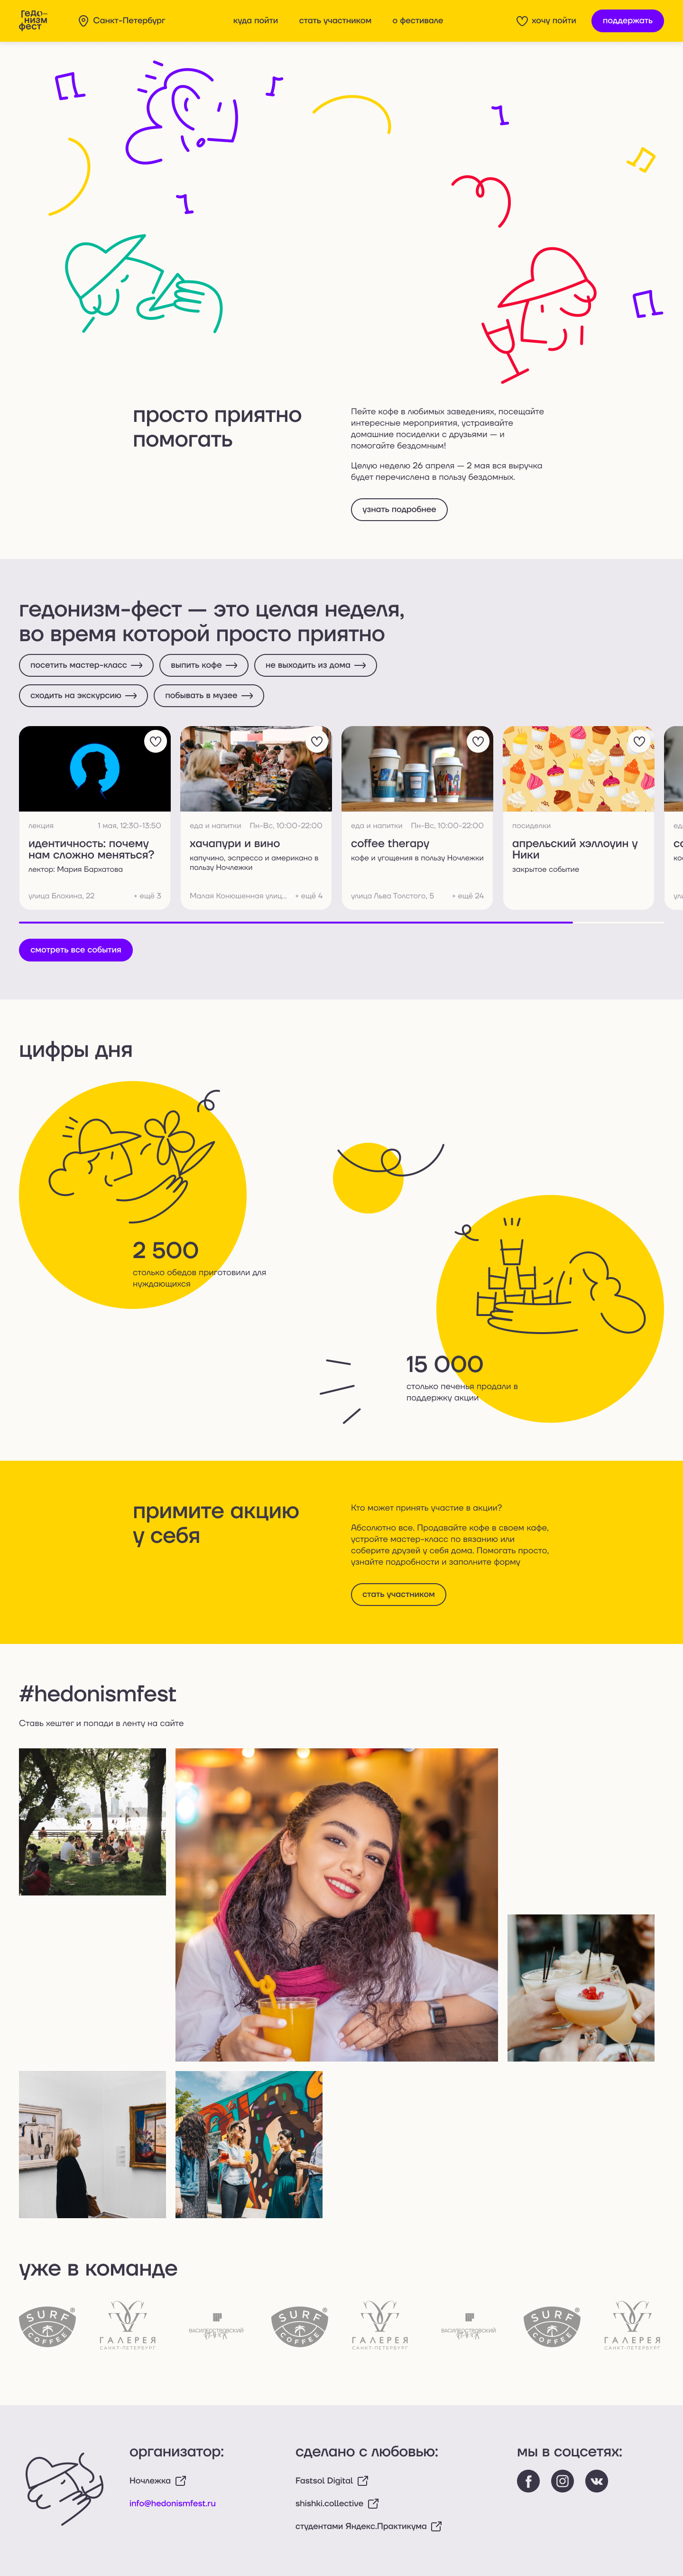 гедо-
низм
фест
Санкт-Петербург
куда пойти
стать участником
о фестивале
хочу пойти
поддержать
просто приятно
помогать
Пейте кофе в любимых заведениях, посещайте
интересные мероприятия, устраивайте
домашние посиделки с друзьями — и
помогайте бездомным!
Целую неделю 26 апреля — 2 мая вся выручка
будет перечислена в пользу бездомных.
узнать подробнее
гедонизм-фест — это целая неделя,
во время которой просто приятно
посетить мастер-класс
выпить кофе
не выходить из дома
сходить на экскурсию
побывать в музее
лекция
1 мая, 12:30-13:50
идентичность: почему
нам сложно меняться?
лектор: Мария Бархатова
улица Блохина, 22
+ ещё 3
еда и напитки
Пн-Вс, 10:00-22:00
хачапури и вино
капучино, эспрессо и американо в
пользу Ночлежки
Малая Конюшенная улиц...
+ ещё 4
еда и напитки
Пн-Вс, 10:00-22:00
coffee therapy
кофе и угощения в пользу Ночлежки
улица Льва Толстого, 5
+ ещё 24
посиделки
апрельский хэллоуин у
Ники
закрытое событие
смотреть все события
цифры дня
2 500
столько обедов приготовили для
нуждающихся
15 000
столько печенья продали в
поддержку акции
примите акцию
у себя
Кто может принять участие в акции?
Абсолютно все. Продавайте кофе в своем кафе,
устройте мастер-класс по вязанию или
соберите друзей у себя дома. Помогать просто,
узнайте подробности и заполните форму
стать участником
#hedonismfest
Ставь хештег и попади в ленту на сайте
уже в команде
SURF
COFFEE
ГАЛЕРЕЯ
САНКТ-ПЕТЕРБУРГ
ВАСИЛЕОСТРОВСКИЙ
SURF
COFFEE
ГАЛЕРЕЯ
САНКТ-ПЕТЕРБУРГ
ВАСИЛЕОСТРОВСКИЙ
SURF
COFFEE
ГАЛЕРЕЯ
САНКТ-ПЕТЕРБУРГ
организатор:
Ночлежка
info@hedonismfest.ru
сделано с любовью:
Fastsol Digital
shishki.collective
студентами Яндекс.Практикума
мы в соцсетях: